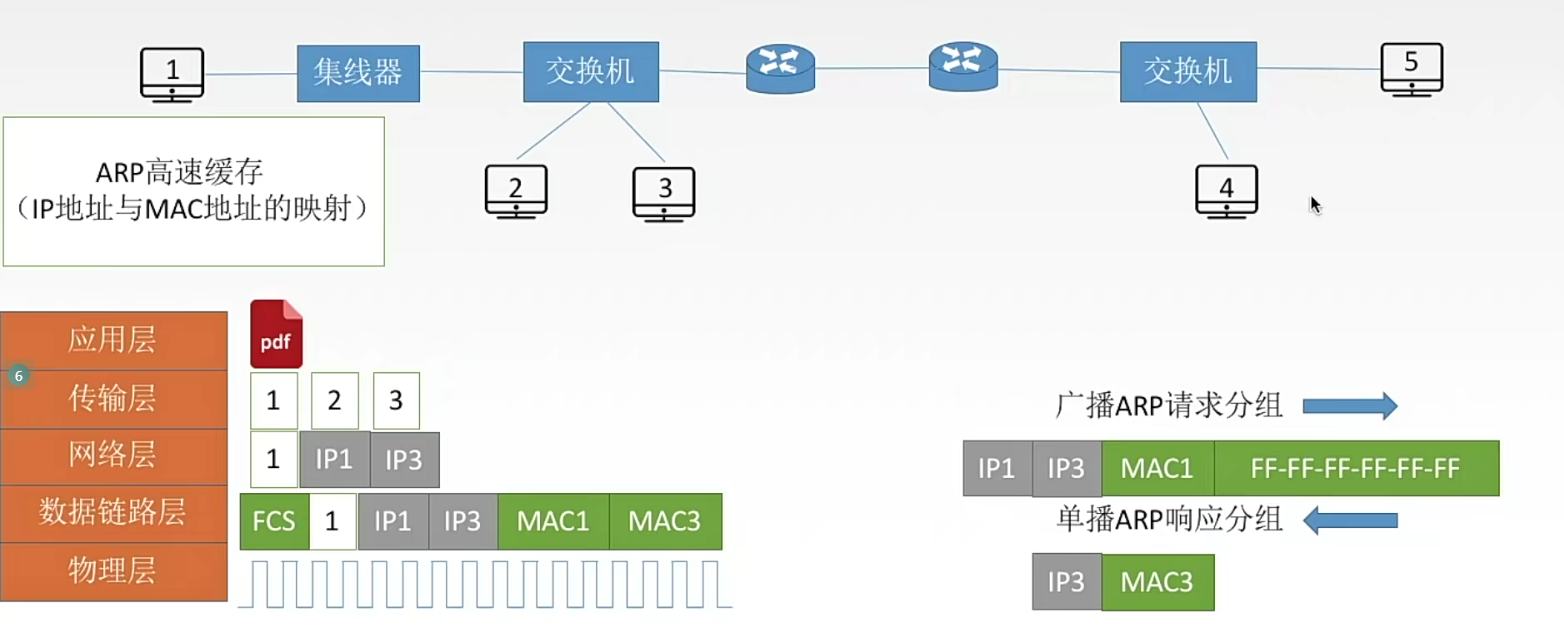 1
集线器
交换机
交换机
5
2
3
4
ARP高速缓存
（IP地址与MAC地址的映射）
应用层
pdf
6
传输层
1
2
3
网络层
1
IP1
IP3
数据链路层
FCS
1
IP1
IP3
MAC1
MAC3
物理层
广播ARP请求分组
IP1
IP3
MAC1
FF-FF-FF-FF-FF-FF
单播ARP响应分组
IP3
MAC3